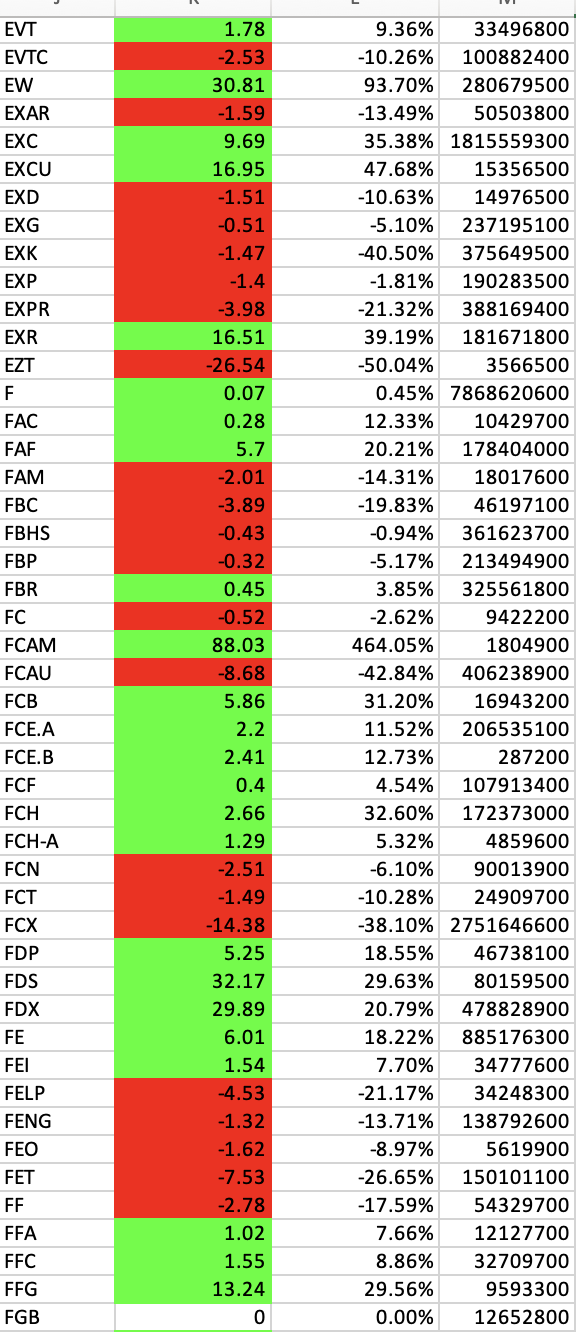 EVT 1.78 9.36% 33496800
EVTC -2.53 -10.26% 100882400
EW 30.81 93.70% 280679500
EXAR -1.59 -13.49% 50503800
EXC 9.69 35.38% 1815559300
EXCU 16.95 47.68% 15356500
EXD -1.51 -10.63% 14976500
EXG -0.51 -5.10% 237195100
EXK -1.47 -40.50% 375649500
EXP -1.4 -1.81% 190283500
EXPR -3.98 -21.32% 388169400
EXR 16.51 39.19% 181671800
EZT -26.54 -50.04% 3566500
F 0.07 0.45% 7868620600
FAC 0.28 12.33% 10429700
FAF 5.7 20.21% 178404000
FAM -2.01 -14.31% 18017600
FBC -3.89 -19.83% 46197100
FBHS -0.43 -0.94% 361623700
FBP -0.32 -5.17% 213494900
FBR 0.45 3.85% 325561800
FC -0.52 -2.62% 9422200
FCAM 88.03 464.05% 1804900
FCAU -8.68 -42.84% 406238900
FCB 5.86 31.20% 16943200
FCE.A 2.2 11.52% 206535100
FCE.B 2.41 12.73% 287200
FCF 0.4 4.54% 107913400
FCH 2.66 32.60% 172373000
FCH-A 1.29 5.32% 4859600
FCN -2.51 -6.10% 90013900
FCT -1.49 -10.28% 24909700
FCX -14.38 -38.10% 2751646600
FDP 5.25 18.55% 46738100
FDS 32.17 29.63% 80159500
FDX 29.89 20.79% 478828900
FE 6.01 18.22% 885176300
FEI 1.54 7.70% 34777600
FELP -4.53 -21.17% 34248300
FENG -1.32 -13.71% 138792600
FEO -1.62 -8.97% 5619900
FET -7.53 -26.65% 150101100
FF -2.78 -17.59% 54329700
FFA 1.02 7.66% 12127700
FFC 1.55 8.86% 32709700
FFG 13.24 29.56% 9593300
FGB 0 0.00% 12652800